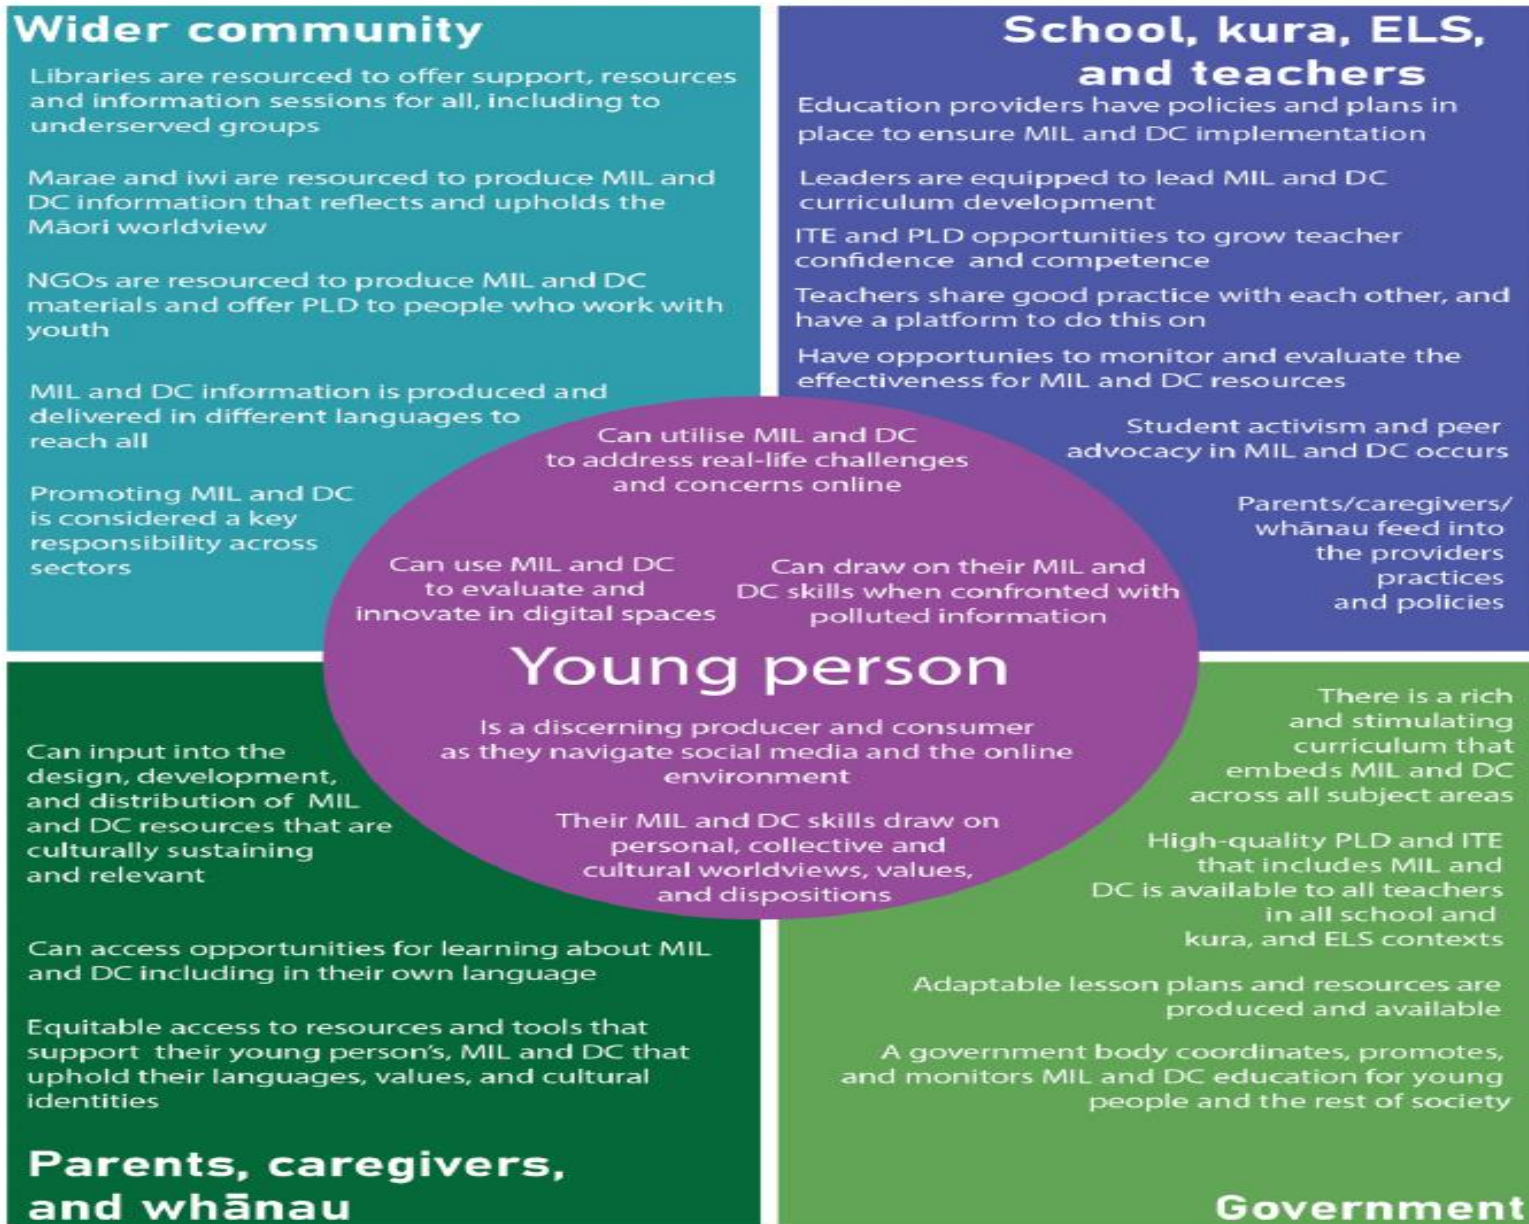 Wider community
Libraries are resourced to offer support, resources
and information sessions for all, including to
underserved groups
Marae and iwi are resourced to produce MIL and
DC information that reflects and upholds the
Māori worldview
NGOs are resourced to produce MIL and DC
materials and offer PLD to people who work with
youth
MIL and DC information is produced and
delivered in different languages to
reach all
Promoting MIL and DC
is considered a key
responsibility across
sectors
School, kura, ELS,
and teachers
Education providers have policies and plans in
place to ensure MIL and DC implementation
Leaders are equipped to lead MIL and DC
curriculum development
ITE and PLD opportunities to grow teacher
confidence and competence
Teachers share good practice with each other, and
have a platform to do this on
Have opportunies to monitor and evaluate the
effectiveness for MIL and DC resources
Student activism and peer
advocacy in MIL and DC occurs
Parents/caregivers/
whānau feed into
the providers
practices
and policies
Can utilise MIL and DC
to address real-life challenges
and concerns online
Can use MIL and DC
to evaluate and
innovate in digital spaces
Can draw on their MIL and
DC skills when confronted with
polluted information
Young person
Is a discerning producer and consumer
as they navigate social media and the online
environment
Their MIL and DC skills draw on
personal, collective and
cultural worldviews, values,
and dispositions
Can input into the
design, development,
and distribution of MIL
and DC resources that are
culturally sustaining
and relevant
Can access opportunities for learning about MIL
and DC including in their own language
Equitable access to resources and tools that
support their young person's, MIL and DC that
uphold their languages, values, and cultural
identities
Parents, caregivers,
and whānau
There is a rich
and stimulating
curriculum that
embeds MIL and DC
across all subject areas
High-quality PLD and ITE
that includes MIL and
DC is available to all teachers
in all school and
kura, and ELS contexts
Adaptable lesson plans and resources are
produced and available
A government body coordinates, promotes,
and monitors MIL and DC education for young
people and the rest of society
Government